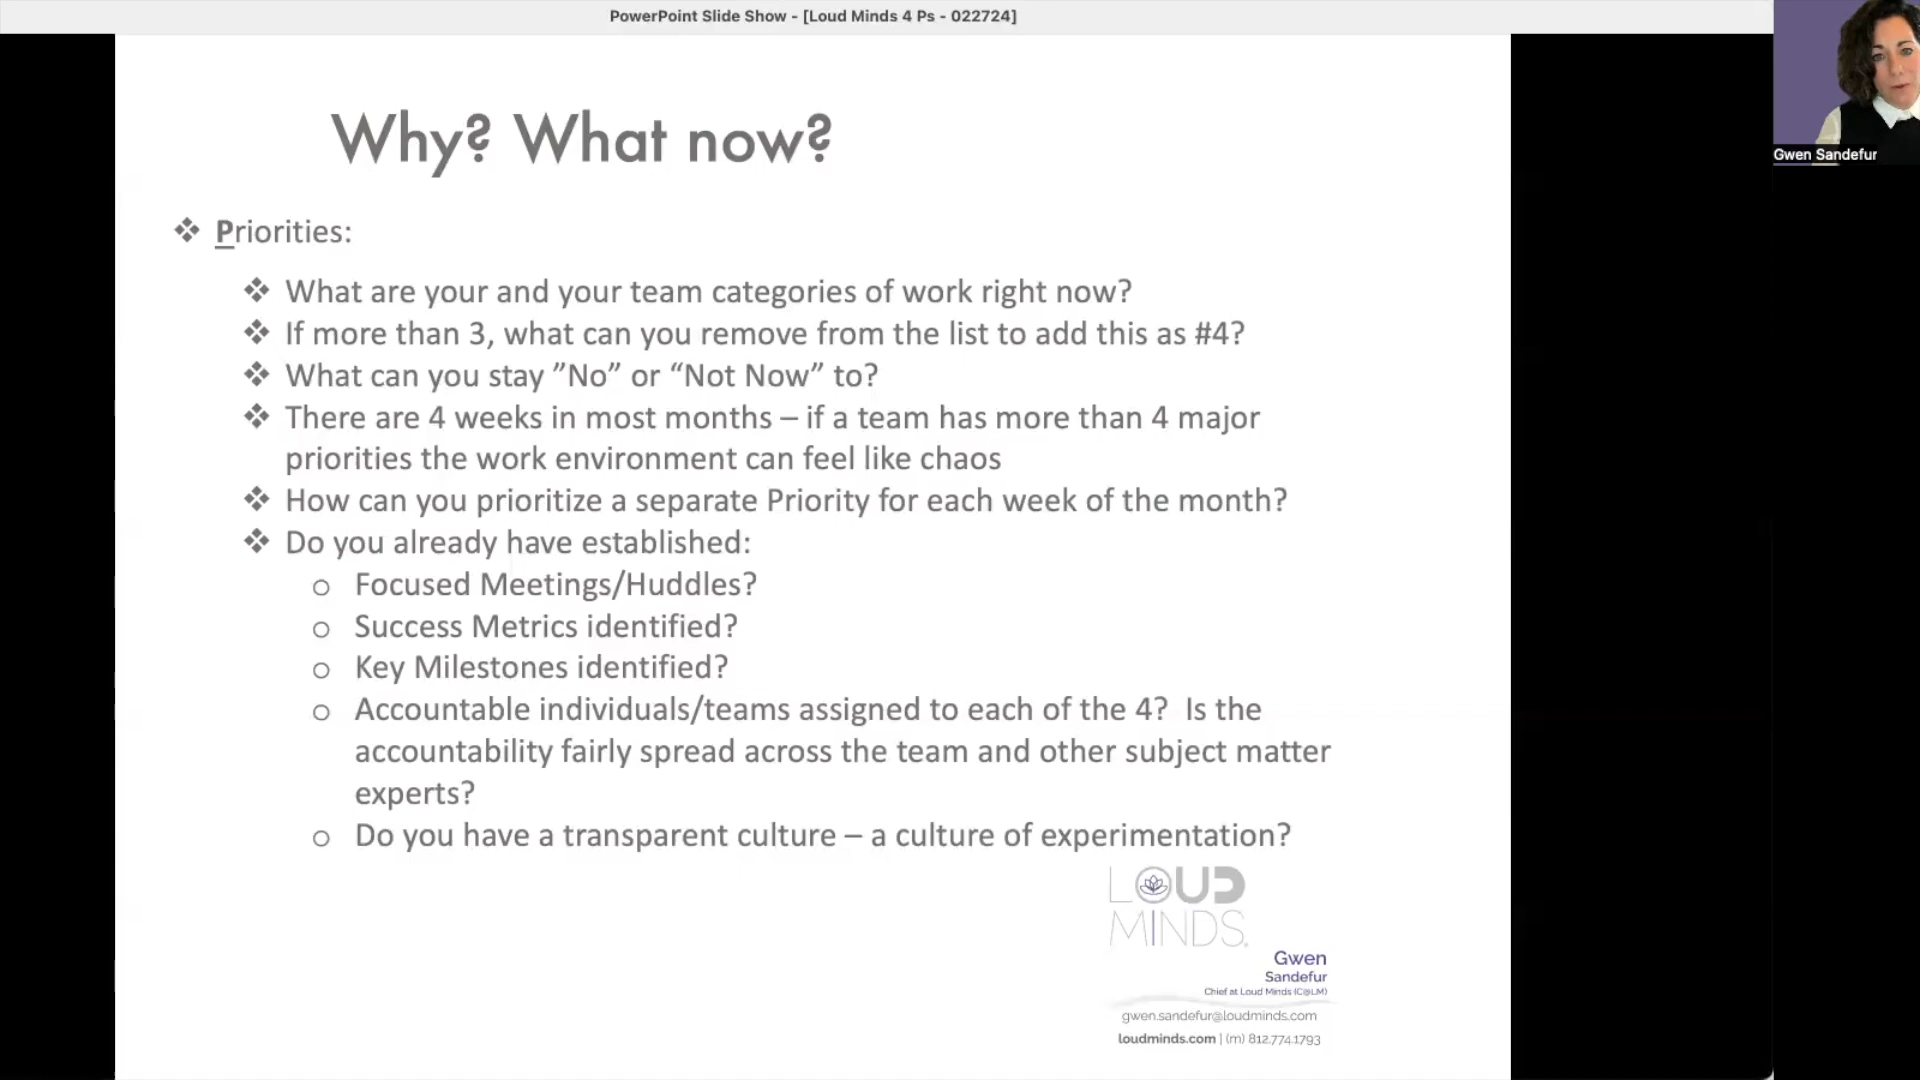 PowerPoint Slide Show - [Loud Minds 4 Ps - 022724]
Why? What now?
❖ Priorities:
❖ What are your and your team categories of work right now?
❖ If more than 3, what can you remove from the list to add this as #4?
❖ What can you stay ”No” or “Not Now” to?
❖ There are 4 weeks in most months – if a team has more than 4 major
priorities the work environment can feel like chaos
❖ How can you prioritize a separate Priority for each week of the month?
❖ Do you already have established:
o Focused Meetings/Huddles?
o Success Metrics identified?
o Key Milestones identified?
o Accountable individuals/teams assigned to each of the 4?  Is the
accountability fairly spread across the team and other subject matter
experts?
o Do you have a transparent culture – a culture of experimentation?
LOUD
MINDS®
Gwen
Sandefur
Chief at Loud Minds (C@LM)
gwen.sandefur@loudminds.com
loudminds.com | (m) 812.774.1793
Gwen Sandefur